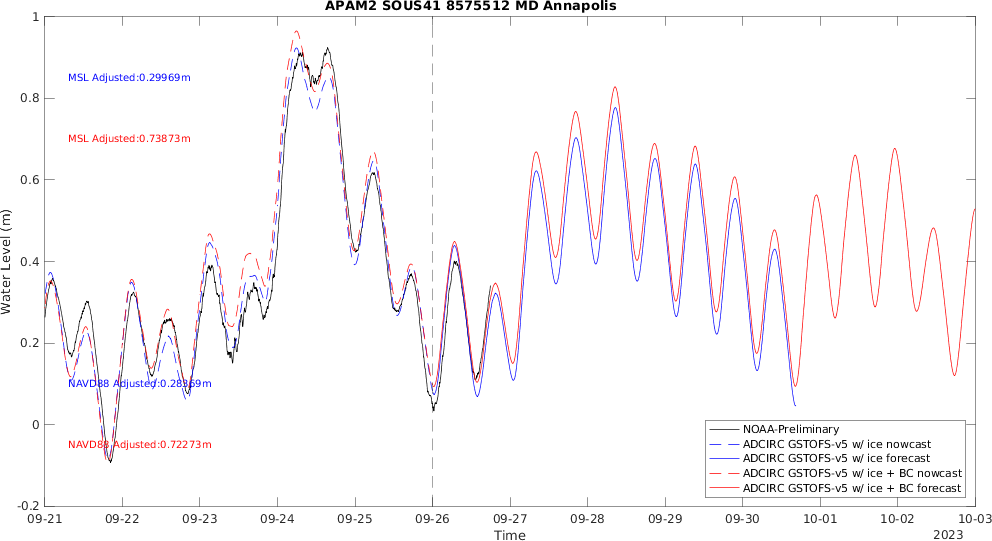 APAM2 SOUS41 8575512 MD Annapolis
1
0.8
0.6
0.4
0.2
0
-0.2
Water Level (m)
MSL Adjusted:0.29969m
MSL Adjusted:0.73873m
NAVD88 Adjusted:0.28369m
NAVD88 Adjusted:0.72273m
NOAA-Preliminary
ADCIRC GSTOFS-v5 w/ ice nowcast
ADCIRC GSTOFS-v5 w/ ice forecast
ADCIRC GSTOFS-v5 w/ ice + BC nowcast
ADCIRC GSTOFS-v5 w/ ice + BC forecast
09-21 09-22 09-23 09-24 09-25 09-26 09-27 09-28 09-29 09-30 10-01 10-02 10-03
Time
2023